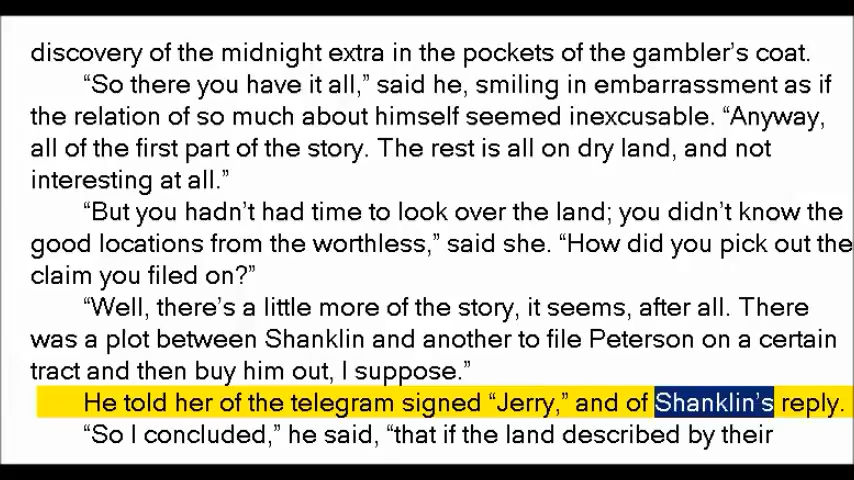 discovery of the midnight extra in the pockets of the gambler’s coat.
“So there you have it all,” said he, smiling in embarrassment as if
the relation of so much about himself seemed inexcusable. “Anyway,
all of the first part of the story. The rest is all on dry land, and not
interesting at all.”
“But you hadn’t had time to look over the land; you didn’t know the
good locations from the worthless,” said she. “How did you pick out the
claim you filed on?”
“Well, there’s a little more of the story, it seems, after all. There
was a plot between Shanklin and another to file Peterson on a certain
tract and then buy him out, I suppose.”
He told her of the telegram signed “Jerry,” and of Shanklin’s reply.
“So I concluded,” he said, “that if the land described by their